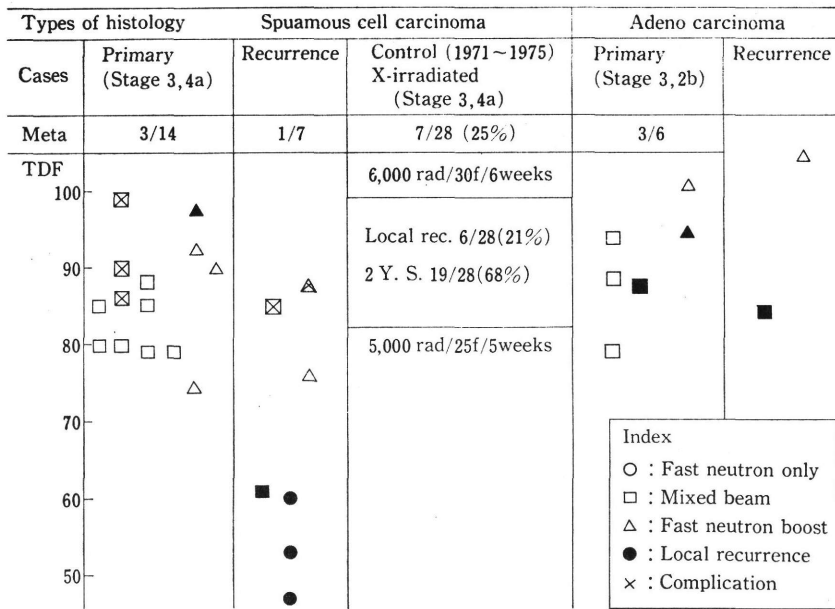 Types of histology Spuamous cell carcinoma Adeno carcinoma
Cases
Primary
(Stage 3, 4a)
Recurrence
Control (1971~1975)
X-irradiated
(Stage 3, 4a)
Primary
(Stage 3, 2b)
Recurrence
Meta 3/14 1/7 7/28 (25%) 3/6
TDF
100
90
80
70
60
50
6,000 rad/30f/6weeks
Local rec. 6/28(21%)
2 Y. S. 19/28(68%)
5,000 rad/25f/5weeks
Index
○ : Fast neutron only
□ : Mixed beam
△ : Fast neutron boost
● : Local recurrence
× : Complication